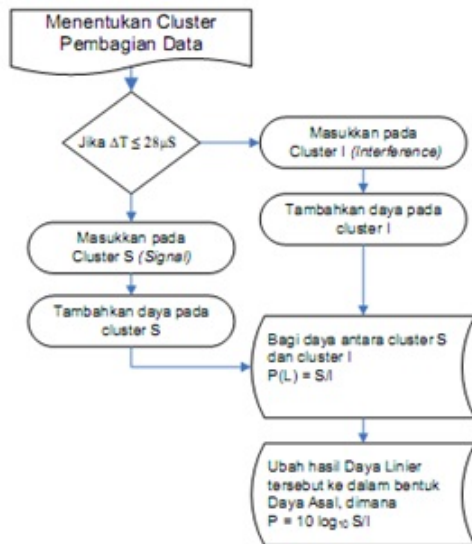 Menentukan Cluster
Pembagian Data
Jika ΔT ≤ 28μS
Masukkan pada
Cluster I (Interference)
Tambahkan daya pada
cluster I
Masukkan pada
Cluster S (Signal)
Tambahkan daya pada
cluster S
Bagi daya antara cluster S
dan cluster I
P(L) = S/I
Ubah hasil Daya Linier
tersebut ke dalam bentuk
Daya Asal, dimana
P = 10 log₁₀ S/I